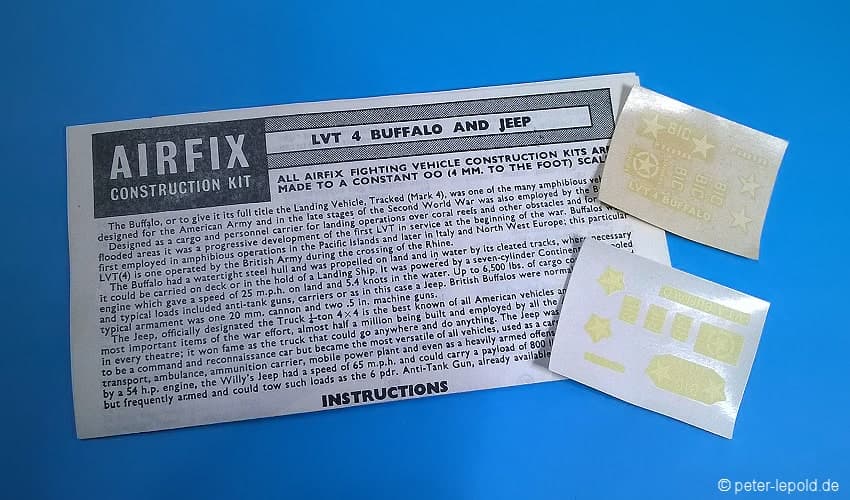 AIRFIX
CONSTRUCTION KIT
LVT 4 BUFFALO AND JEEP
ALL AIRFIX FIGHTING VEHICLE CONSTRUCTION KITS ARE
MADE TO A CONSTANT OO (4 MM. TO THE FOOT) SCALE
The Buffalo, or to give it its full title the Landing Vehicle, Tracked (Mark 4), was one of the many amphibious
designed for the American Army and in the late stages of the Second World War was also employed by the
Designed as a cargo and personnel carrier for landing operations over coral reefs and other obstacles and for
flooded areas it was a progressive development of the first LVT in service at the beginning of the war. Buffaloes
first employed in amphibious operations in the Pacific Islands and later in Italy and North West Europe; this particular
LVT(4) is one operated by the British Army during the crossing of the Rhine.
The Buffalo had a watertight steel hull and was propelled on land and in water by its cleated tracks, where necessary
it could be carried on deck or in the hold of a Landing Ship. It was powered by a seven-cylinder
engine which gave a speed of 25 m.p.h. on land and 5.4 knots in the water. Up to 6,500 lbs. of cargo
and typical loads included anti-tank guns, carriers or as in this case a Jeep. British Buffaloes were
typical armament was one 20 mm. cannon and two .5 in. machine guns.
The Jeep, officially designated the Truck ¼-ton 4×4 is the best known of all American vehicles
most important items of the war effort, almost half a million being built and employed by all the
in every theatre; it won fame as the truck that could go anywhere and do anything. The Jeep was
to be a command and reconnaissance car but became the most versatile of all vehicles, used as a
transport, ambulance, ammunition carrier, mobile power plant and even as a heavily armed
by a 54 h.p. engine, the Willy's Jeep had a speed of 65 m.p.h. and could carry a payload of 800
but frequently armed and could tow such loads as the 6 pdr. Anti-Tank Gun, already available
INSTRUCTIONS
LVT 4 BUFFALO
© peter-lepold.de